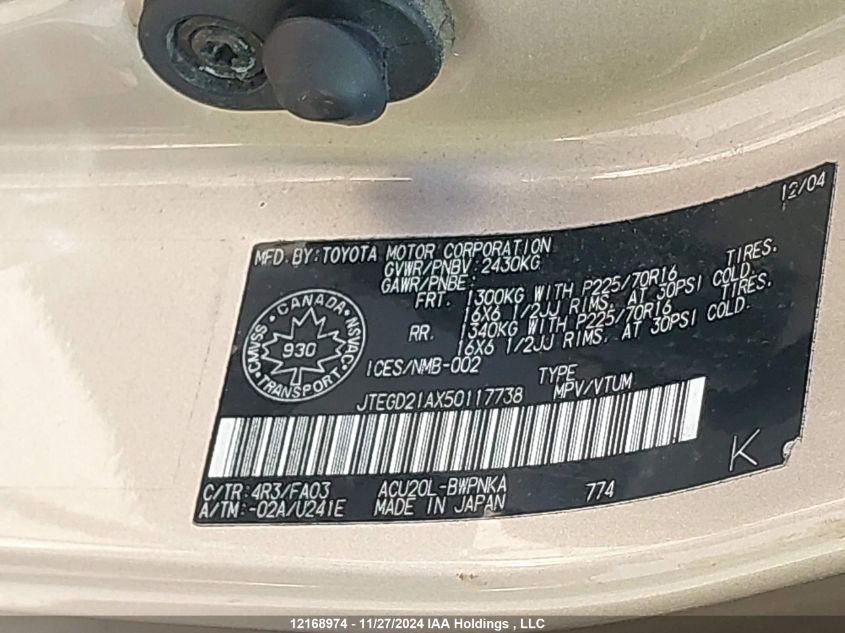 12/04
MFD. BY: TOYOTA MOTOR CORPORATION
GVWR/PNBV: 2430KG
GAWR/PNBE:
FRT. 1300KG WITH P225/70R16 TIRES.
16X6 1/2JJ RIMS. AT 30PSI COLD.
RR. 1340KG WITH P225/70R16 TIRES.
16X6 1/2JJ RIMS. AT 30PSI COLD.
CANADA
CMVSS
NSVAC
930
TRANSPORT
ICES/NMB-002
TYPE
JTEGD21AX50117738
MPV/VTUM
K
C/TR: 4R3/FA03 ACU20L-BWPNKA 774
A/TM: -02A/U241E MADE IN JAPAN
12168974 - 11/27/2024 IAA Holdings , LLC